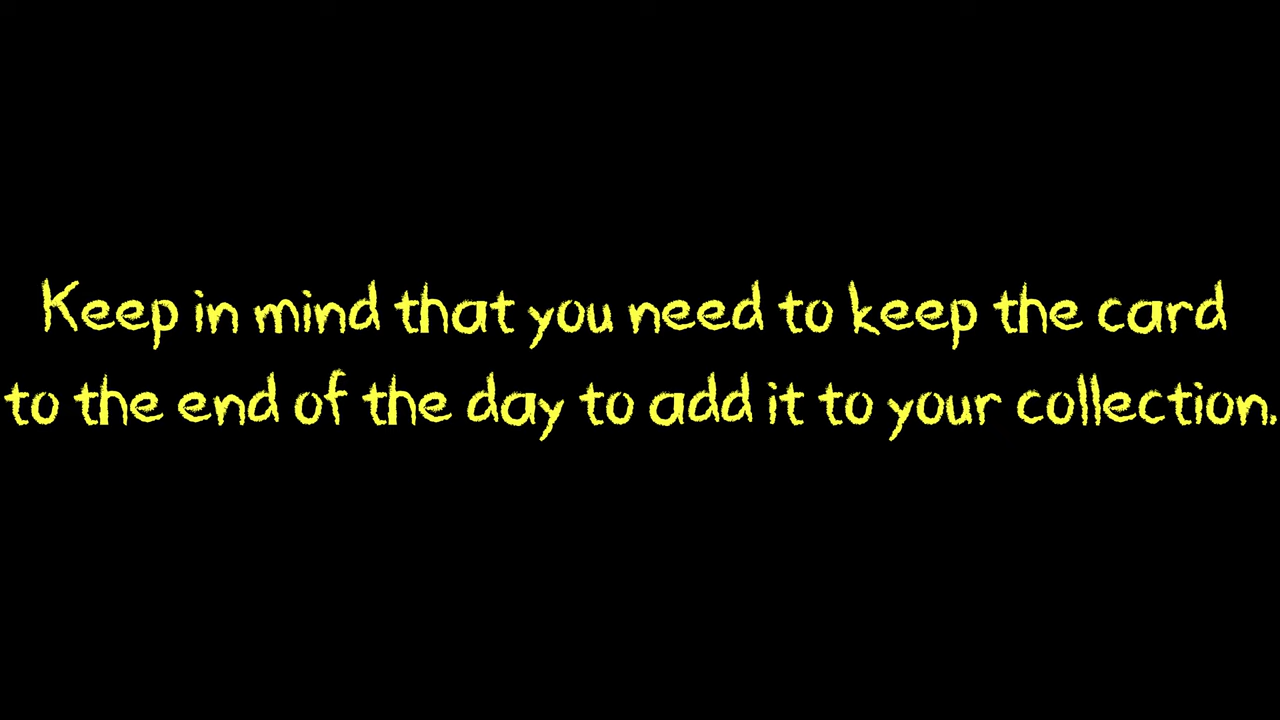 Keep in mind that you need to keep the card
to the end of the day to add it to your collection.